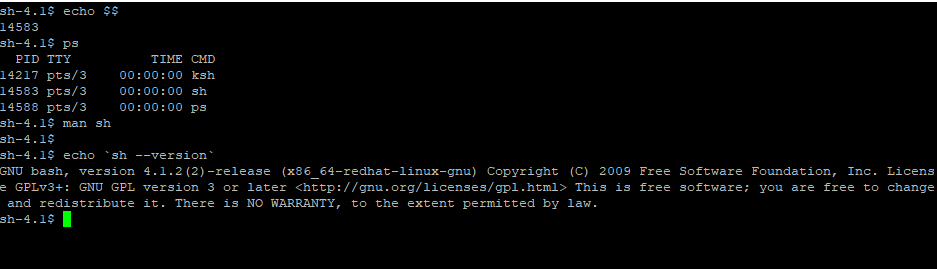 sh-4.1$ echo $$
14583
sh-4.1$ ps
  PID TTY          TIME CMD
14217 pts/3    00:00:00 ksh
14583 pts/3    00:00:00 sh
14588 pts/3    00:00:00 ps
sh-4.1$ man sh
sh-4.1$
sh-4.1$ echo `sh --version`
GNU bash, version 4.1.2(2)-release (x86_64-redhat-linux-gnu) Copyright (C) 2009 Free Software Foundation, Inc. Licens
e GPLv3+: GNU GPL version 3 or later <http://gnu.org/licenses/gpl.html> This is free software; you are free to change
 and redistribute it. There is NO WARRANTY, to the extent permitted by law.
sh-4.1$